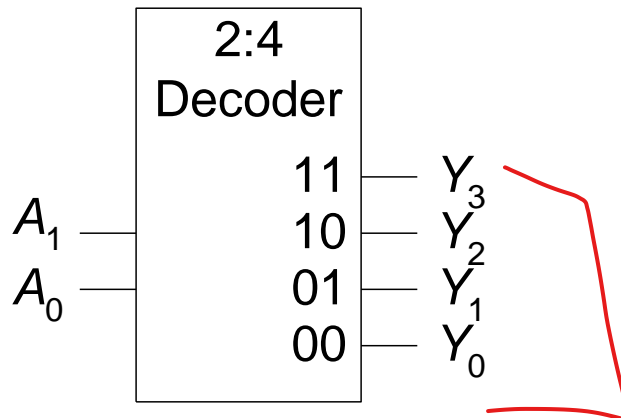 2:4
Decoder
11 Y₃
A₁ 10 Y₂
A₀ 01 Y₁
00 Y₀